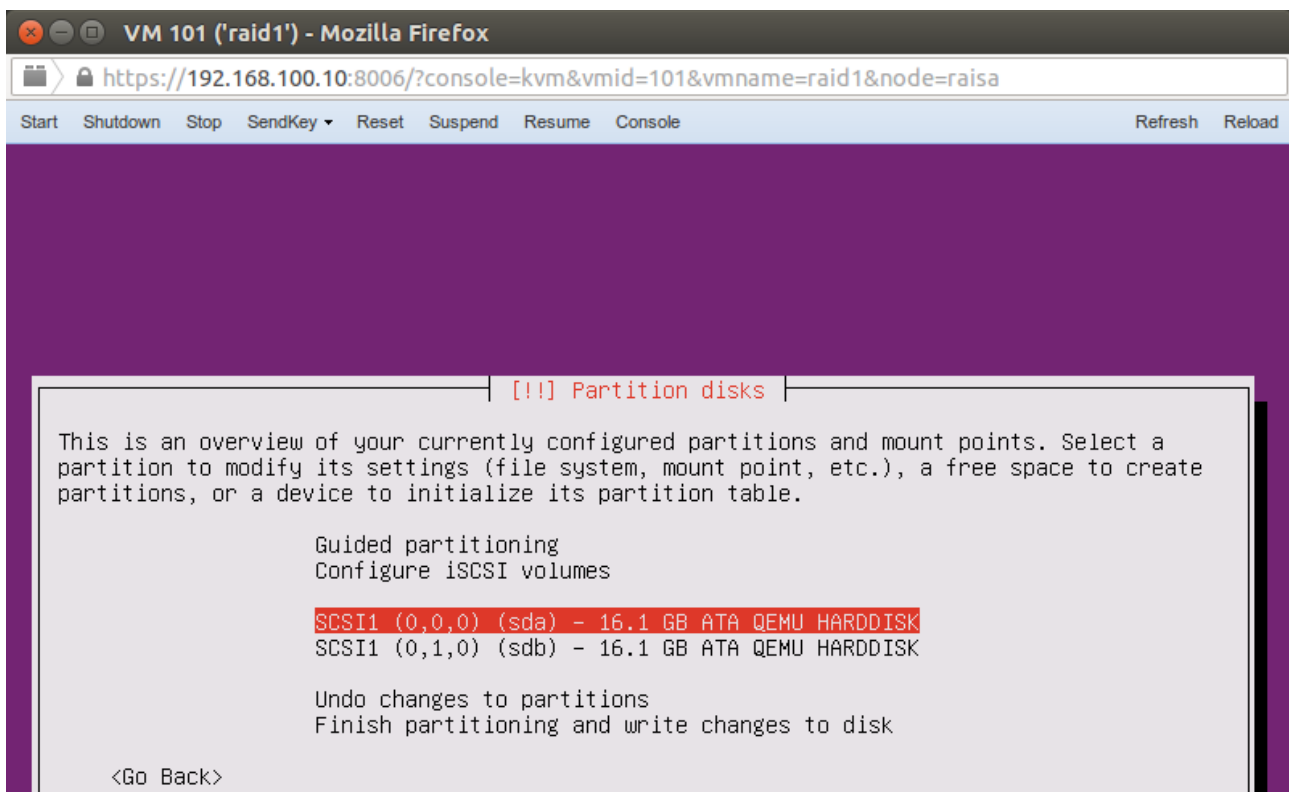 VM 101 ('raid1') - Mozilla Firefox
https://192.168.100.10:8006/?console=kvm&vmid=101&vmname=raid1&node=raisa
Start Shutdown Stop SendKey Reset Suspend Resume Console Refresh Reload
[!!] Partition disks
This is an overview of your currently configured partitions and mount points. Select a
partition to modify its settings (file system, mount point, etc.), a free space to create
partitions, or a device to initialize its partition table.
Guided partitioning
Configure iSCSI volumes
SCSI1 (0,0,0) (sda) - 16.1 GB ATA QEMU HARDDISK
SCSI1 (0,1,0) (sdb) - 16.1 GB ATA QEMU HARDDISK
Undo changes to partitions
Finish partitioning and write changes to disk
<Go Back>